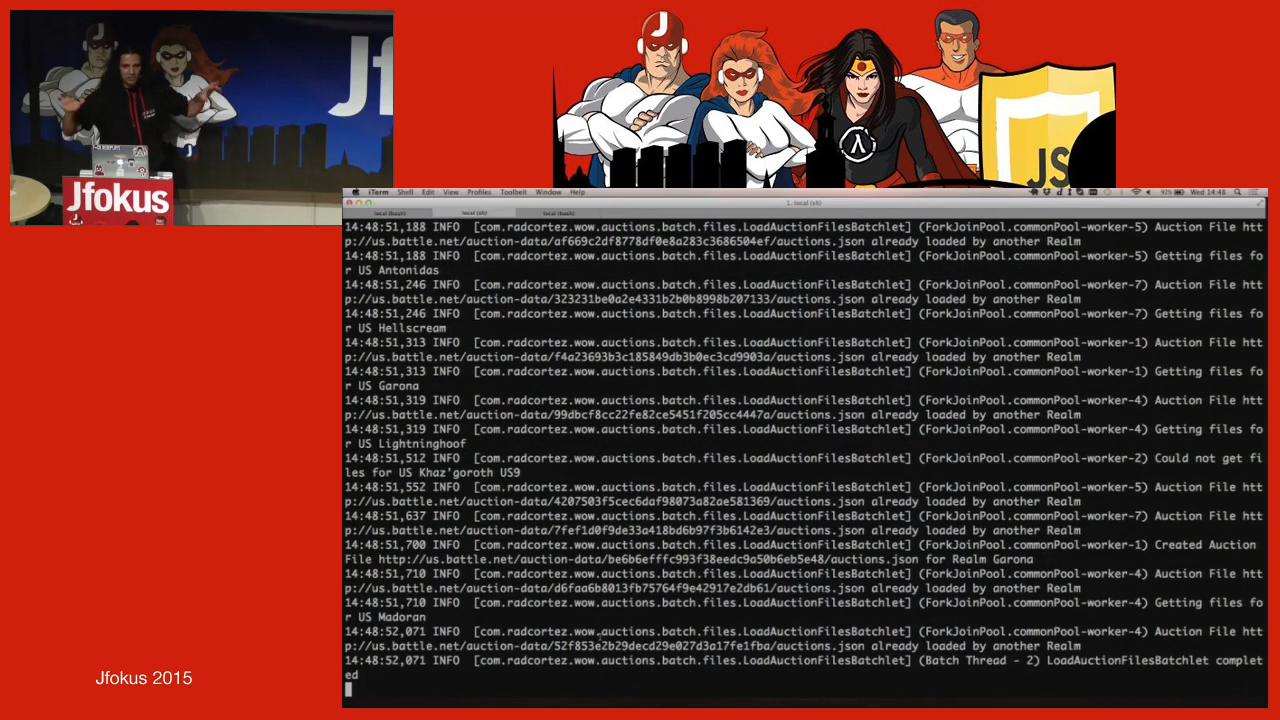 Jf
Jfokus
J
JS
iTerm Shell Edit View Profiles Toolbelt Window Help
92% Wed 14:48
1. local (sh)
local (bash) local (sh) local (bash)
14:48:51,188 INFO [com.radcortez.wow.auctions.batch.files.LoadAuctionFilesBatchlet] (ForkJoinPool.commonPool-worker-5) Auction File htt
p://us.battle.net/auction-data/af669c2df8778df0e8a283c3686504ef/auctions.json already loaded by another Realm
14:48:51,188 INFO [com.radcortez.wow.auctions.batch.files.LoadAuctionFilesBatchlet] (ForkJoinPool.commonPool-worker-5) Getting files fo
r US Antonidas
14:48:51,246 INFO [com.radcortez.wow.auctions.batch.files.LoadAuctionFilesBatchlet] (ForkJoinPool.commonPool-worker-7) Auction File htt
p://us.battle.net/auction-data/323231be0a2e4331b2b0b8998b207133/auctions.json already loaded by another Realm
14:48:51,246 INFO [com.radcortez.wow.auctions.batch.files.LoadAuctionFilesBatchlet] (ForkJoinPool.commonPool-worker-7) Getting files fo
r US Hellscream
14:48:51,313 INFO [com.radcortez.wow.auctions.batch.files.LoadAuctionFilesBatchlet] (ForkJoinPool.commonPool-worker-1) Auction File htt
p://us.battle.net/auction-data/f4a23693b3c185849db3b0ec3cd9903a/auctions.json already loaded by another Realm
14:48:51,313 INFO [com.radcortez.wow.auctions.batch.files.LoadAuctionFilesBatchlet] (ForkJoinPool.commonPool-worker-1) Getting files fo
r US Garona
14:48:51,319 INFO [com.radcortez.wow.auctions.batch.files.LoadAuctionFilesBatchlet] (ForkJoinPool.commonPool-worker-4) Auction File htt
p://us.battle.net/auction-data/99dbcf8cc22fe82ce5451f205cc4447a/auctions.json already loaded by another Realm
14:48:51,319 INFO [com.radcortez.wow.auctions.batch.files.LoadAuctionFilesBatchlet] (ForkJoinPool.commonPool-worker-4) Getting files fo
r US Lightninghoof
14:48:51,512 INFO [com.radcortez.wow.auctions.batch.files.LoadAuctionFilesBatchlet] (ForkJoinPool.commonPool-worker-2) Could not get fi
les for US Khaz'goroth US9
14:48:51,552 INFO [com.radcortez.wow.auctions.batch.files.LoadAuctionFilesBatchlet] (ForkJoinPool.commonPool-worker-5) Auction File htt
p://us.battle.net/auction-data/4207503f5cec6daf98073a82ae581369/auctions.json already loaded by another Realm
14:48:51,637 INFO [com.radcortez.wow.auctions.batch.files.LoadAuctionFilesBatchlet] (ForkJoinPool.commonPool-worker-7) Auction File htt
p://us.battle.net/auction-data/7fef1d0f9de33a418bd6b97f3b6142e3/auctions.json already loaded by another Realm
14:48:51,700 INFO [com.radcortez.wow.auctions.batch.files.LoadAuctionFilesBatchlet] (ForkJoinPool.commonPool-worker-1) Created Auction
File http://us.battle.net/auction-data/be6b6efffc993f38eedc9a50b6eb5e48/auctions.json for Realm Garona
14:48:51,710 INFO [com.radcortez.wow.auctions.batch.files.LoadAuctionFilesBatchlet] (ForkJoinPool.commonPool-worker-4) Auction File htt
p://us.battle.net/auction-data/d6faa6b8013fb75764f9e42917e2db61/auctions.json already loaded by another Realm
14:48:51,710 INFO [com.radcortez.wow.auctions.batch.files.LoadAuctionFilesBatchlet] (ForkJoinPool.commonPool-worker-4) Getting files fo
r US Madoran
14:48:52,071 INFO [com.radcortez.wow.auctions.batch.files.LoadAuctionFilesBatchlet] (ForkJoinPool.commonPool-worker-4) Auction File htt
p://us.battle.net/auction-data/52f853e2b29decd29e027d3a17fe1fba/auctions.json already loaded by another Realm
14:48:52,071 INFO [com.radcortez.wow.auctions.batch.files.LoadAuctionFilesBatchlet] (Batch Thread - 2) LoadAuctionFilesBatchlet complet
ed
Jfokus 2015